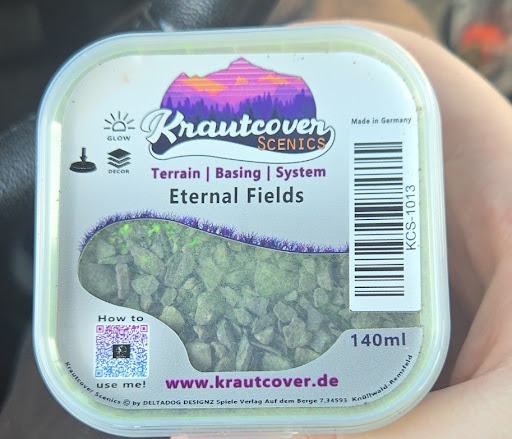 Krautcover
SCENICS
Made in Germany
GLOW
DECOR
Terrain | Basing | System
Eternal Fields
KCS-1013
140ml
How to
use me!
www.krautcover.de
Krautcover Scenics © by DELTADOG DESIGNZ Spiele Verlag Auf dem Berge 7,34593 Knüllwald-Remsfeld